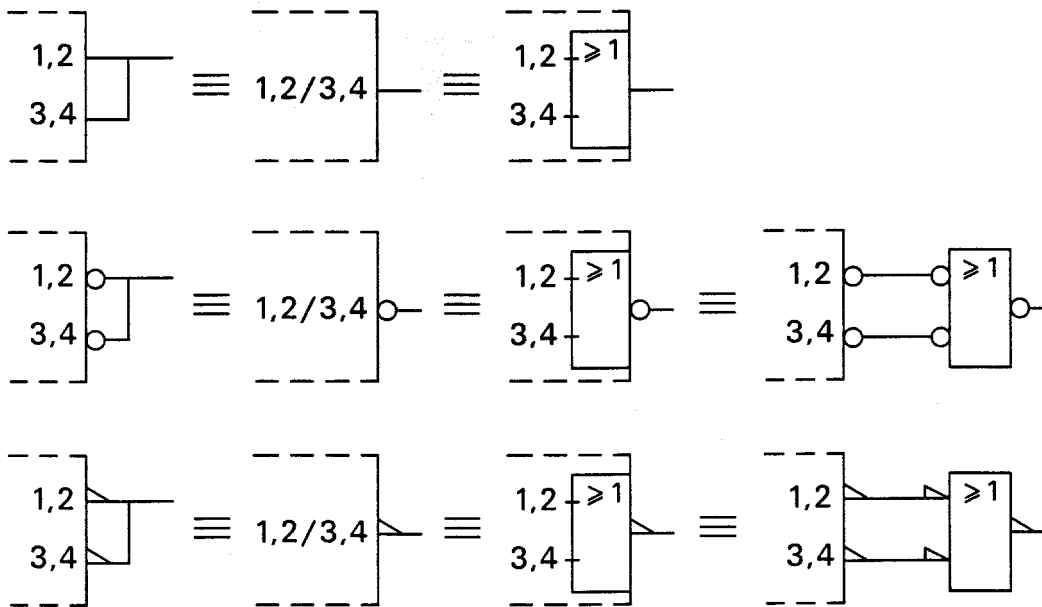 1,2 ≡ 1,2/3,4 ≡ 1,2 ⩾1
3,4 3,4
1,2 ≡ 1,2/3,4 ≡ 1,2 ⩾1 ≡ 1,2 ⩾1
3,4 3,4 3,4
1,2 ≡ 1,2/3,4 ≡ 1,2 ⩾1 ≡ 1,2 ⩾1
3,4 3,4 3,4